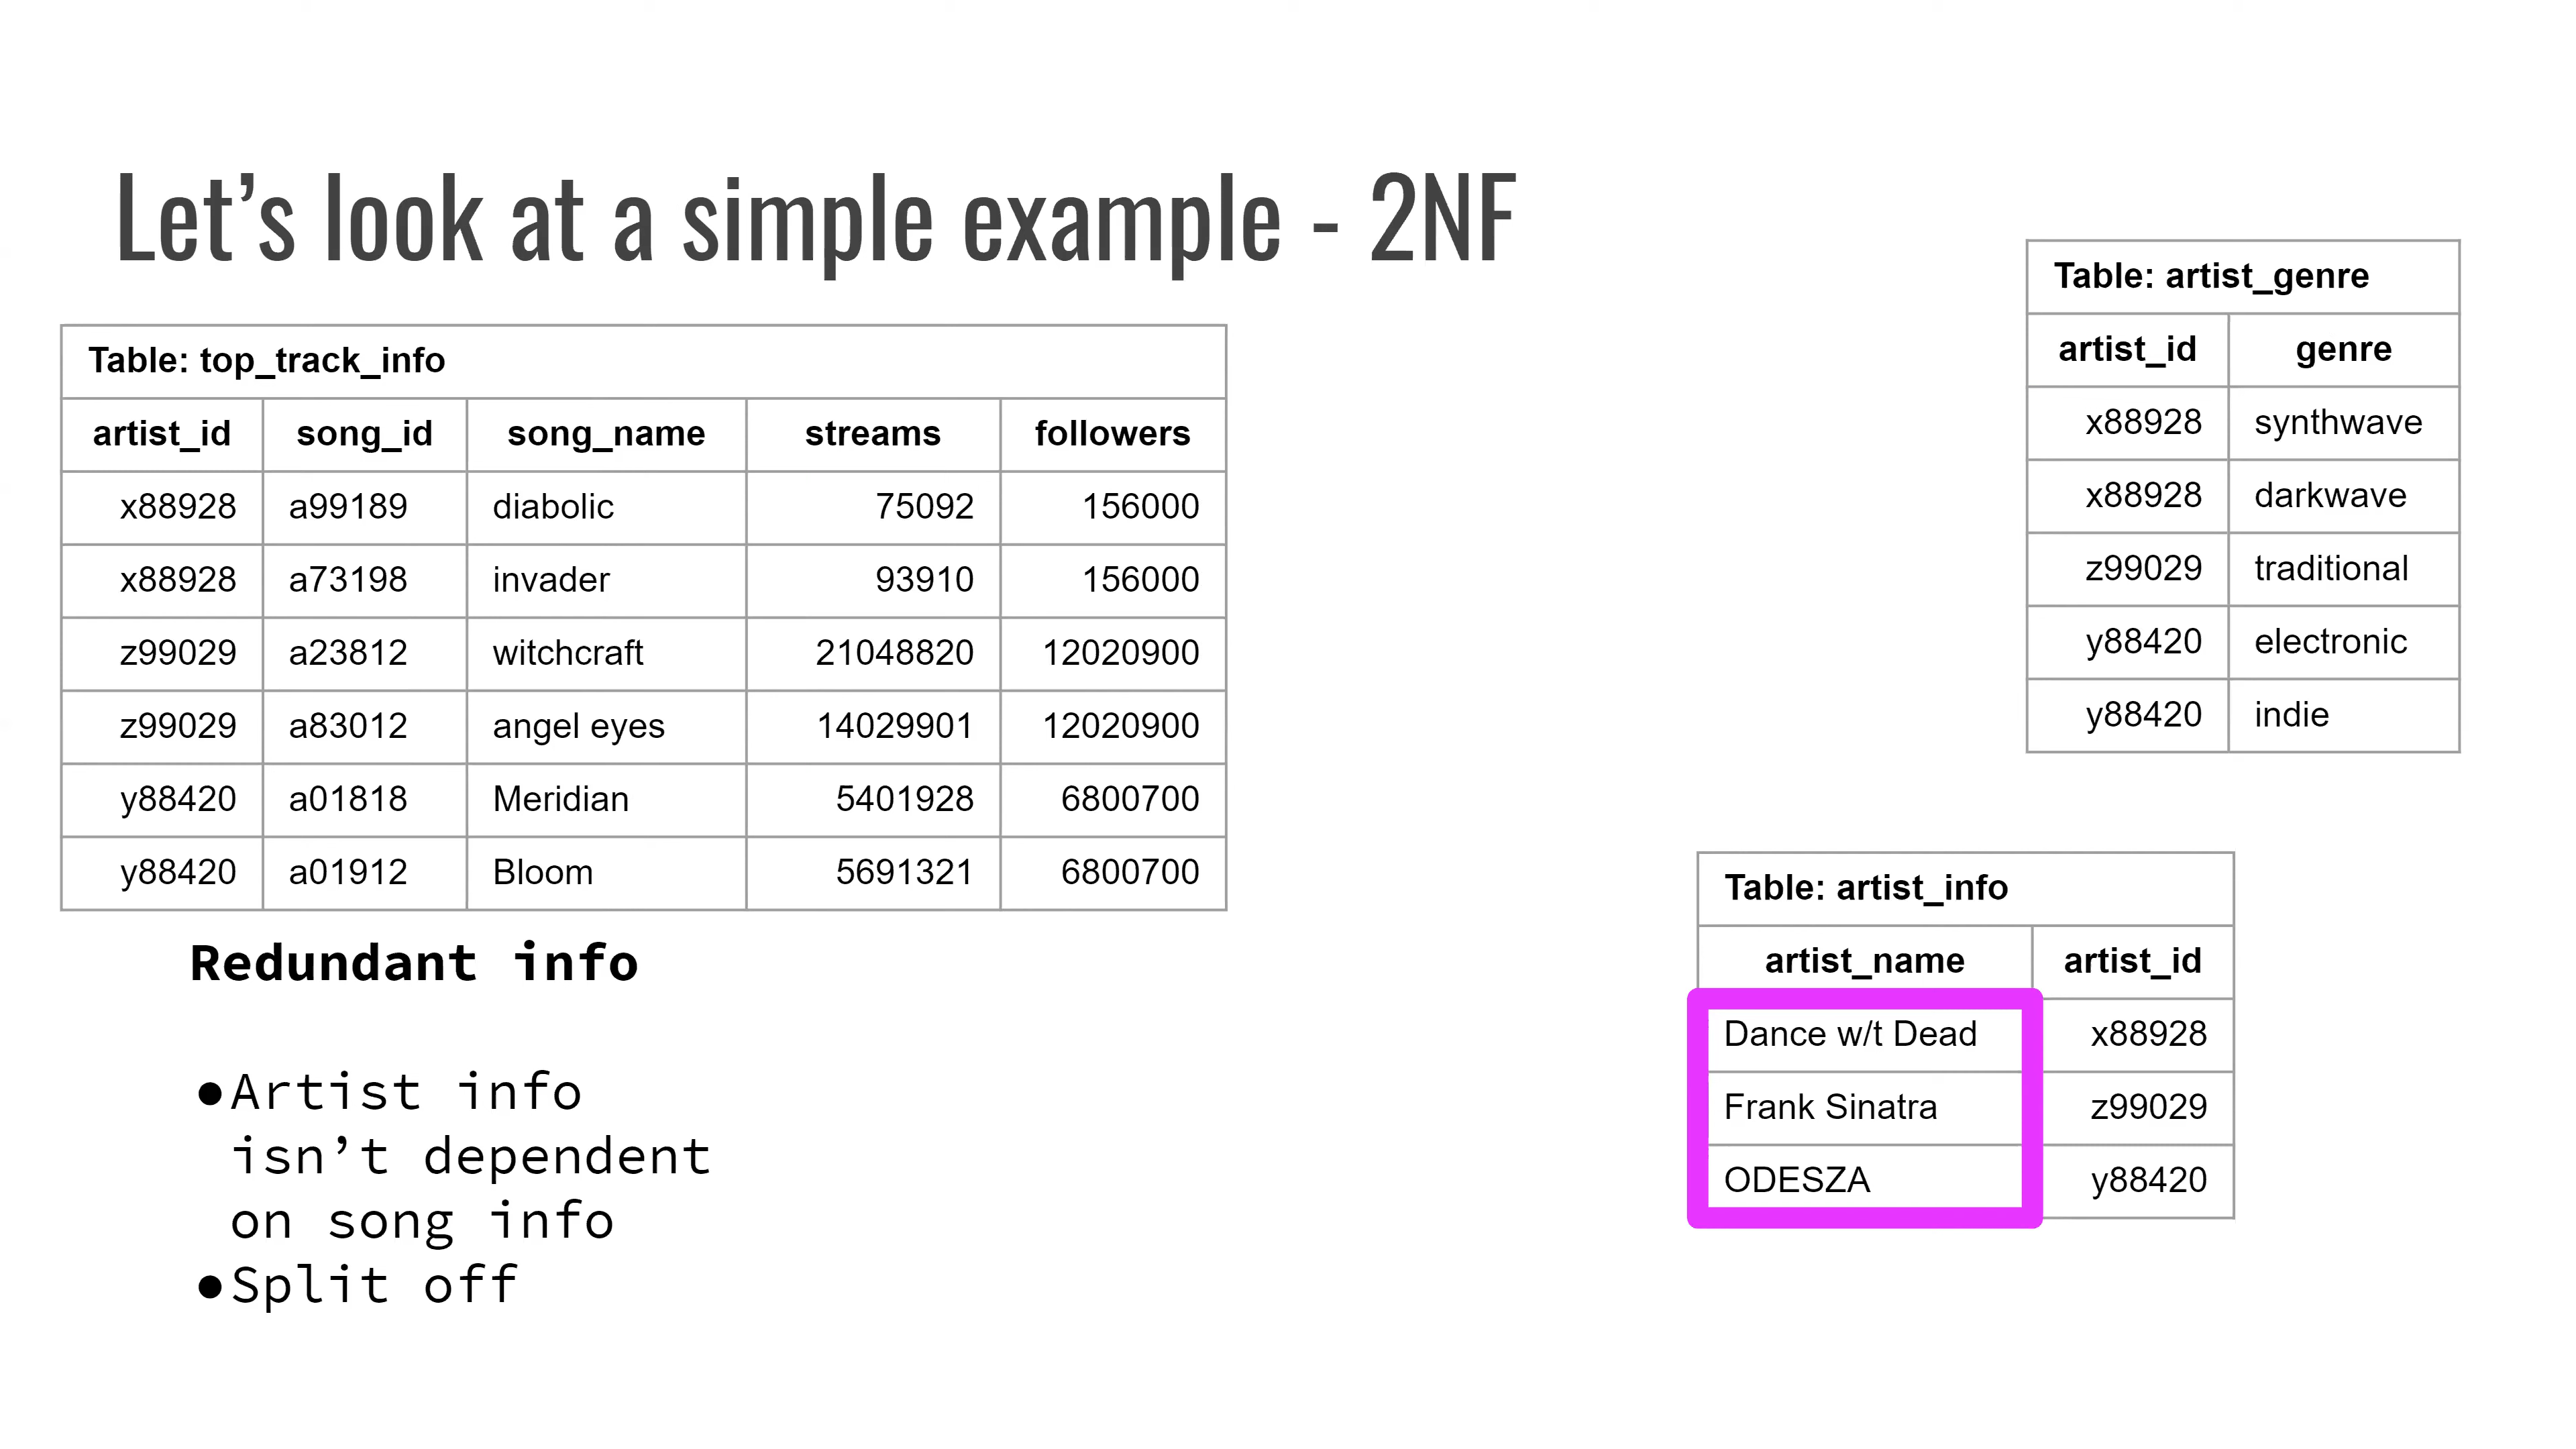 Let’s look at a simple example - 2NF
Table: top_track_info
artist_id song_id song_name streams followers
x88928 a99189 diabolic 75092 156000
x88928 a73198 invader 93910 156000
z99029 a23812 witchcraft 21048820 12020900
z99029 a83012 angel eyes 14029901 12020900
y88420 a01818 Meridian 5401928 6800700
y88420 a01912 Bloom 5691321 6800700
Redundant info
●Artist info
isn’t dependent
on song info
●Split off
Table: artist_genre
artist_id genre
x88928 synthwave
x88928 darkwave
z99029 traditional
y88420 electronic
y88420 indie
Table: artist_info
artist_name artist_id
Dance w/t Dead x88928
Frank Sinatra z99029
ODESZA y88420